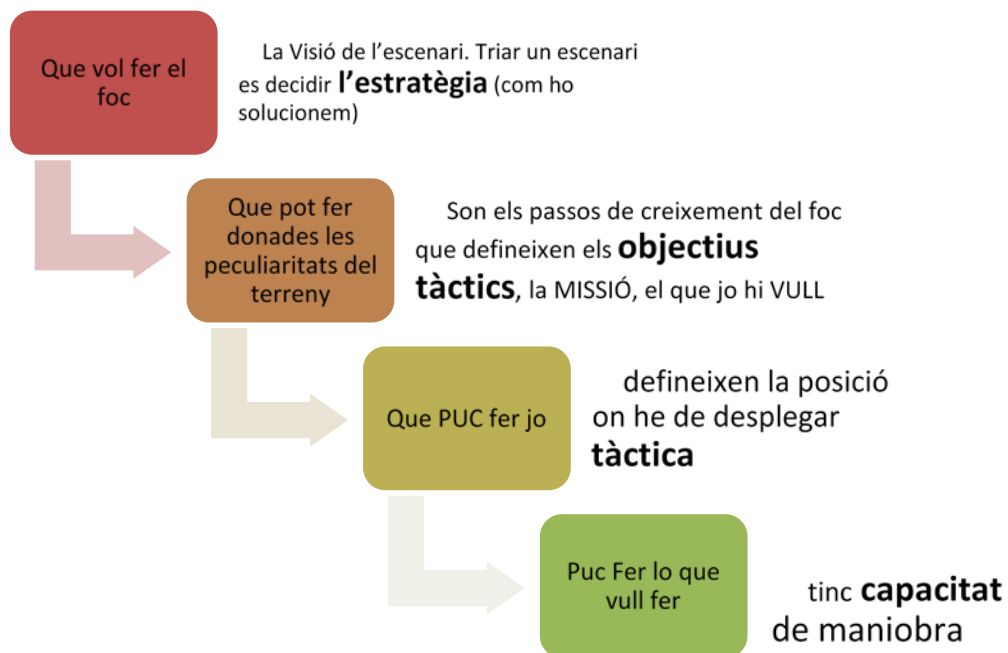 Que vol fer el
foc
La Visió de l’escenari. Triar un escenari
es decidir l’estratègia (com ho
solucionem)
Que pot fer
donades les
peculiaritats del
terreny
Son els passos de creixement del foc
que defineixen els objectius
tàctics, la MISSIÓ, el que jo hi VULL
Que PUC fer jo
defineixen la posició
on he de desplegar
tàctica
Puc Fer lo que
vull fer
tinc capacitat
de maniobra